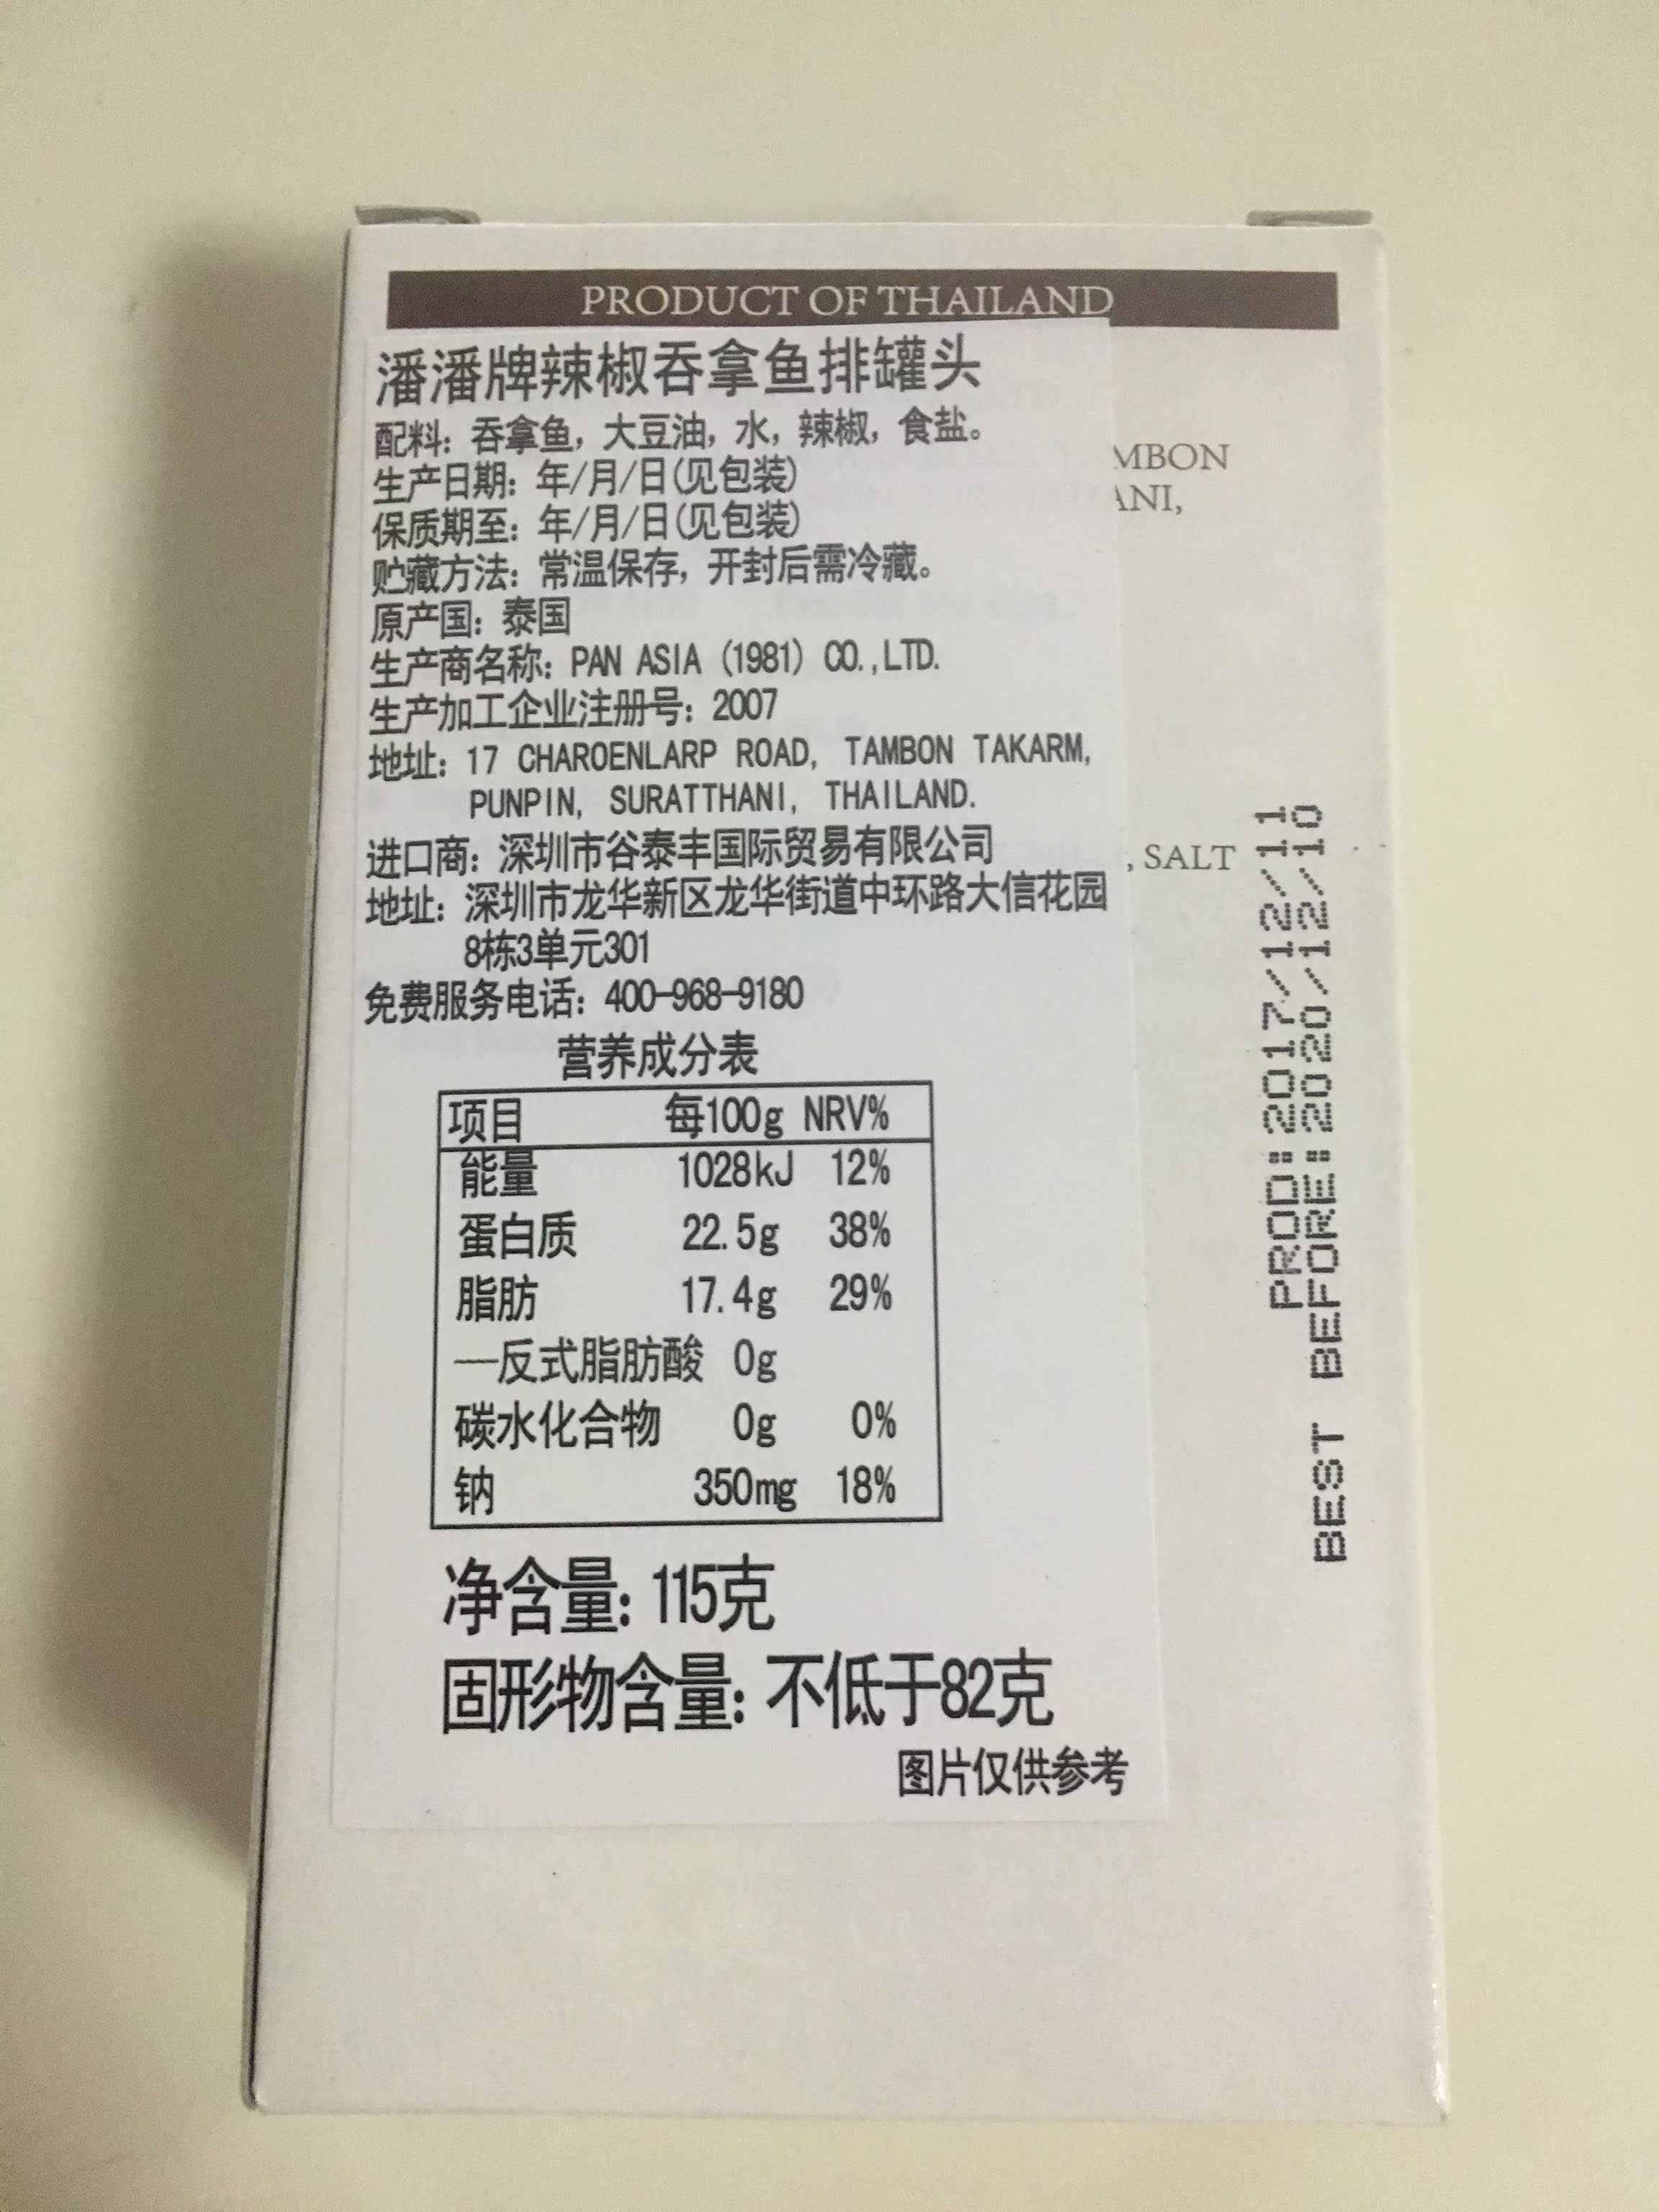 PRODUCT OF THAILAND
潘潘牌辣椒吞拿鱼排罐头
配料：吞拿鱼，大豆油，水，辣椒，食盐。
生产日期：年/月/日(见包装)
保质期至：年/月/日(见包装)
贮藏方法：常温保存，开封后需冷藏。
原产国：泰国
生产商名称：PAN ASIA (1981) CO.,LTD.
生产加工企业注册号：2007
地址：17 CHAROENLARP ROAD, TAMBON TAKARM,
PUNPIN, SURATTHANI, THAILAND.
进口商：深圳市谷泰丰国际贸易有限公司
地址：深圳市龙华新区龙华街道中环路大信花园
8栋3单元301
免费服务电话：400-968-9180
营养成分表
项目 每100g NRV%
能量 1028kJ 12%
蛋白质 22.5g 38%
脂肪 17.4g 29%
—反式脂肪酸 0g
碳水化合物 0g 0%
钠 350mg 18%
净含量：115克
固形物含量：不低于82克
图片仅供参考
MBON
ANI,
, SALT
PROD:2017/12/11
BEST BEFORE:2020/12/10